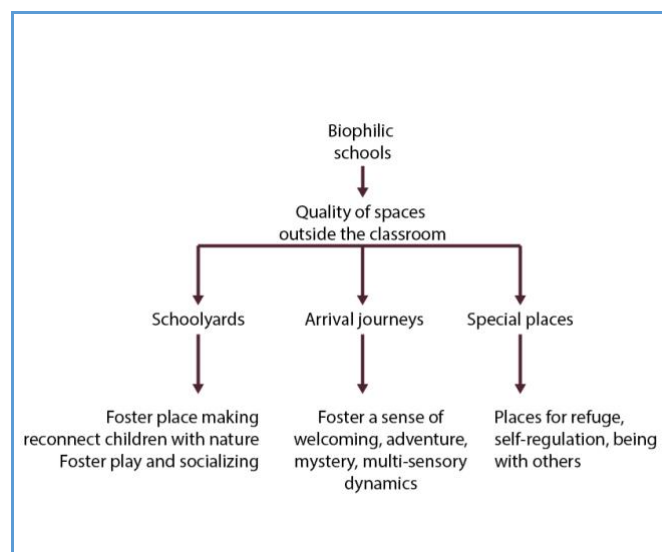 Biophilic
schools
Quality of spaces
outside the classroom
Schoolyards
Arrival journeys
Special places
Foster place making
reconnect children with nature
Foster play and socializing
Foster a sense of
welcoming, adventure,
mystery, multi-sensory
dynamics
Places for refuge,
self-regulation, being
with others